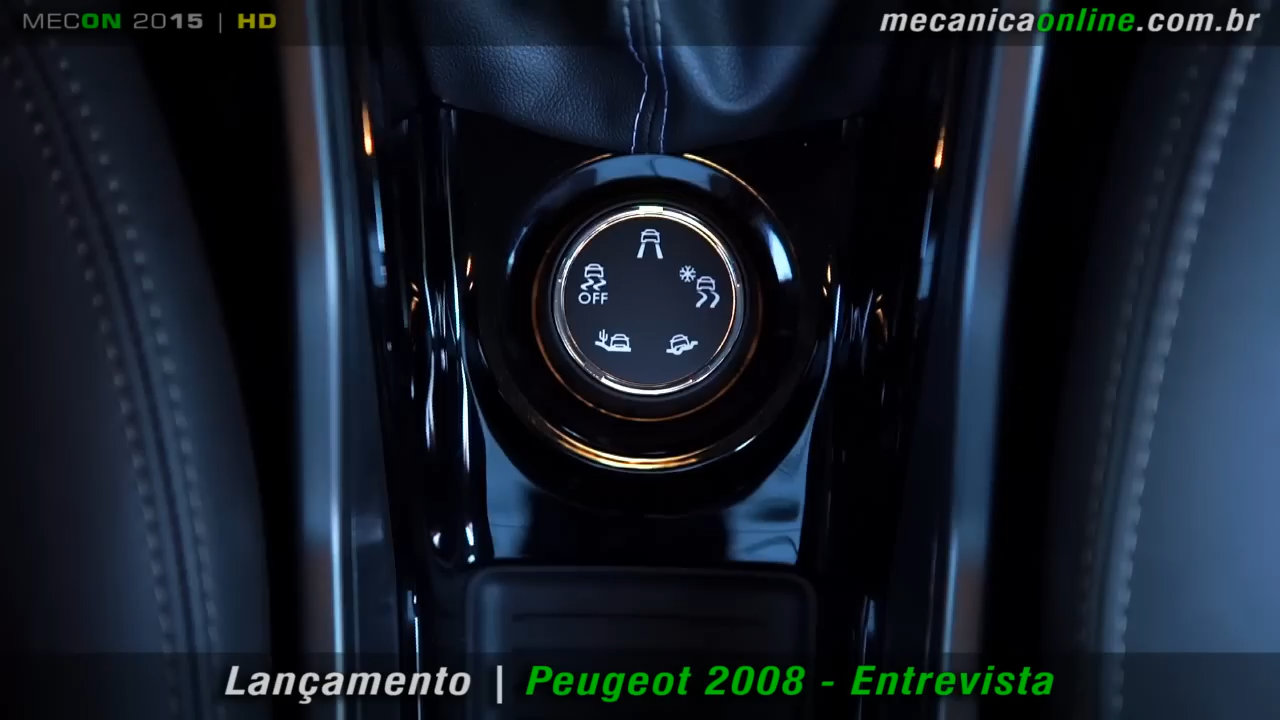 MECON 2015 | HD
mecanicaonline.com.br
OFF
Lançamento | Peugeot 2008 - Entrevista